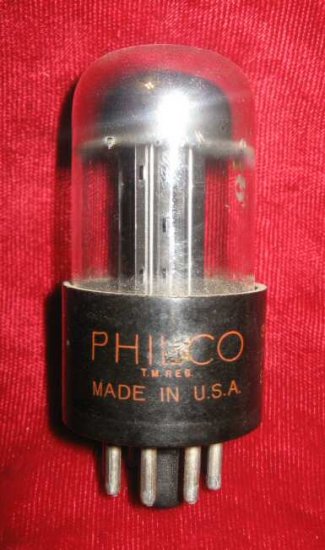 PHILCO
T.M. REG.
MADE IN U.S.A.